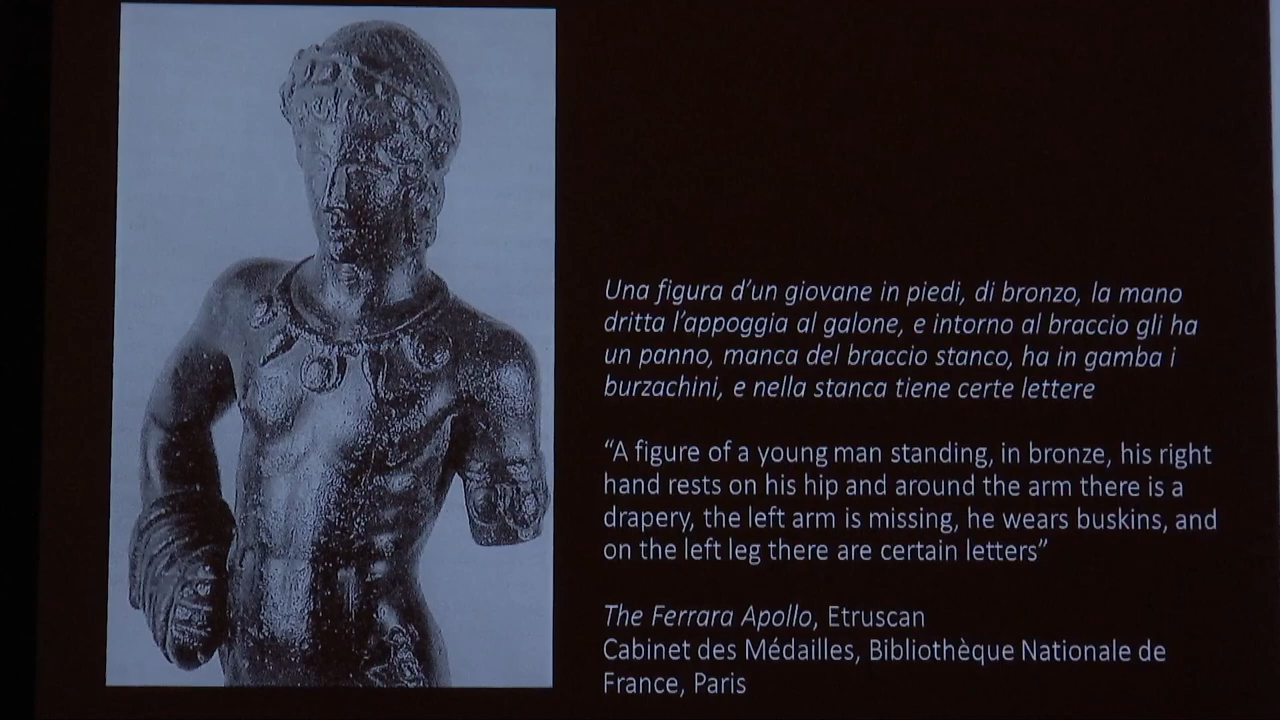 Una figura d’un giovane in piedi, di bronzo, la mano
dritta l’appoggia al galone, e intorno al braccio gli ha
un panno, manca del braccio stanco, ha in gamba i
burzachini, e nella stanca tiene certe lettere
“A figure of a young man standing, in bronze, his right
hand rests on his hip and around the arm there is a
drapery, the left arm is missing, he wears buskins, and
on the left leg there are certain letters”
The Ferrara Apollo, Etruscan
Cabinet des Médailles, Bibliothèque Nationale de
France, Paris